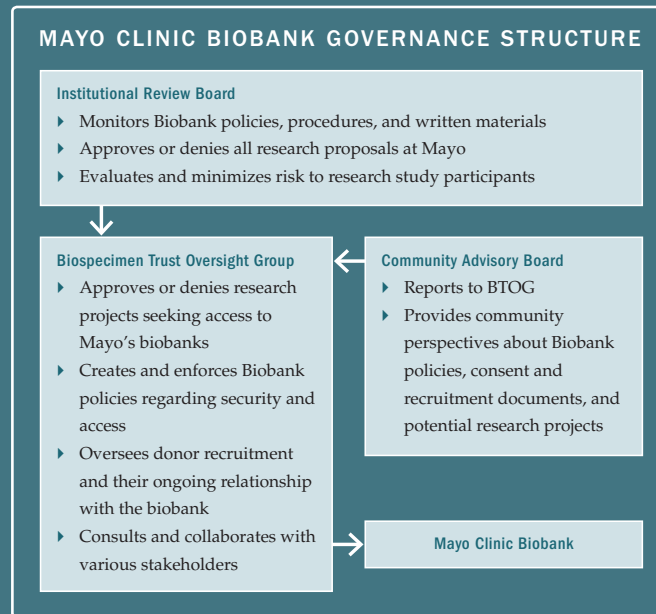 MAYO CLINIC BIOBANK GOVERNANCE STRUCTURE
Institutional Review Board
‣ Monitors Biobank policies, procedures, and written materials
‣ Approves or denies all research proposals at Mayo
‣ Evaluates and minimizes risk to research study participants
Biospecimen Trust Oversight Group
‣ Approves or denies research
projects seeking access to
Mayo’s biobanks
‣ Creates and enforces Biobank
policies regarding security and
access
‣ Oversees donor recruitment
and their ongoing relationship
with the biobank
‣ Consults and collaborates with
various stakeholders
Community Advisory Board
‣ Reports to BTOG
‣ Provides community
perspectives about Biobank
policies, consent and
recruitment documents, and
potential research projects
Mayo Clinic Biobank